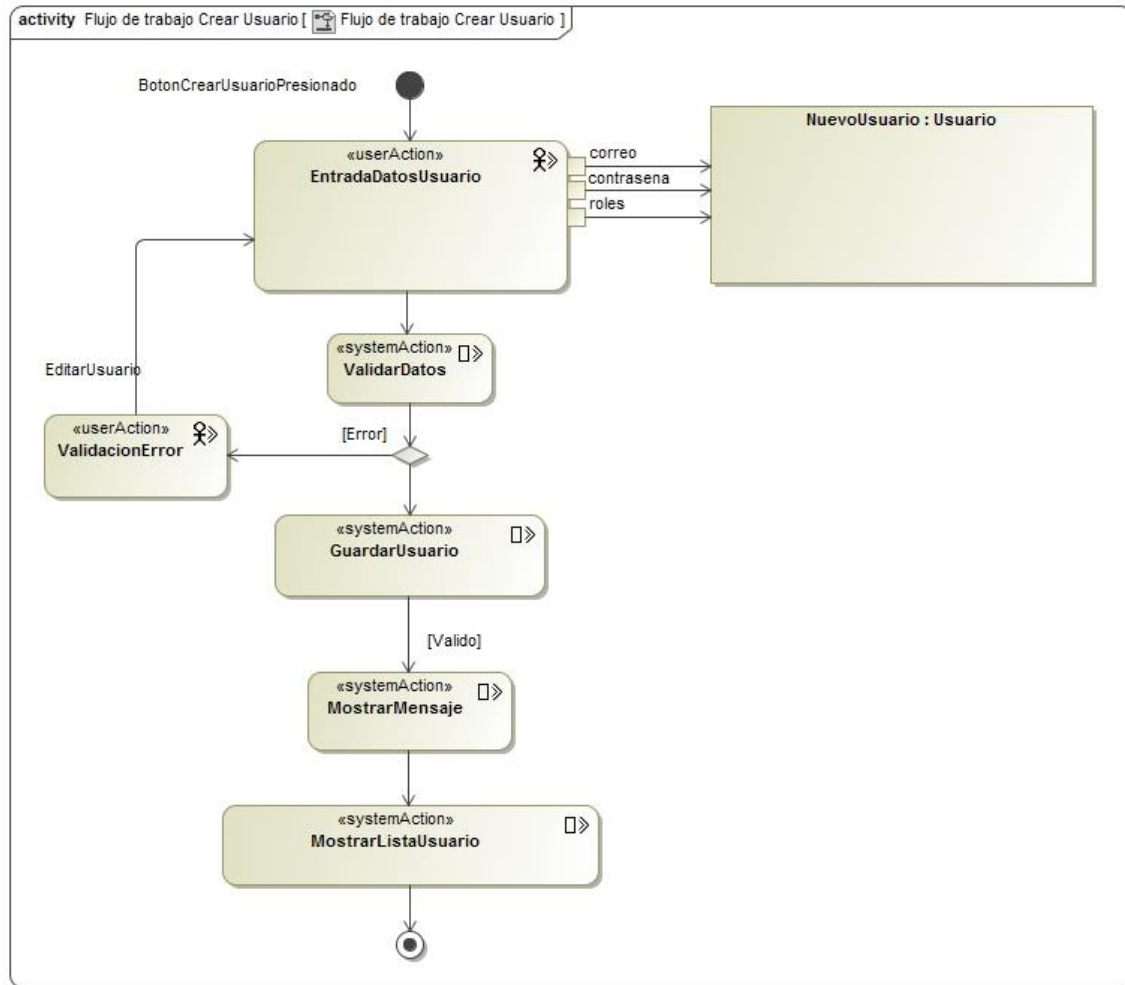 activity Flujo de trabajo Crear Usuario [ Flujo de trabajo Crear Usuario ]
BotonCrearUsuarioPresionado
«userAction»
EntradaDatosUsuario
correo
contrasena
roles
NuevoUsuario : Usuario
«systemAction»
ValidarDatos
EditarUsuario
«userAction»
ValidacionError
[Error]
«systemAction»
GuardarUsuario
[Valido]
«systemAction»
MostrarMensaje
«systemAction»
MostrarListaUsuario